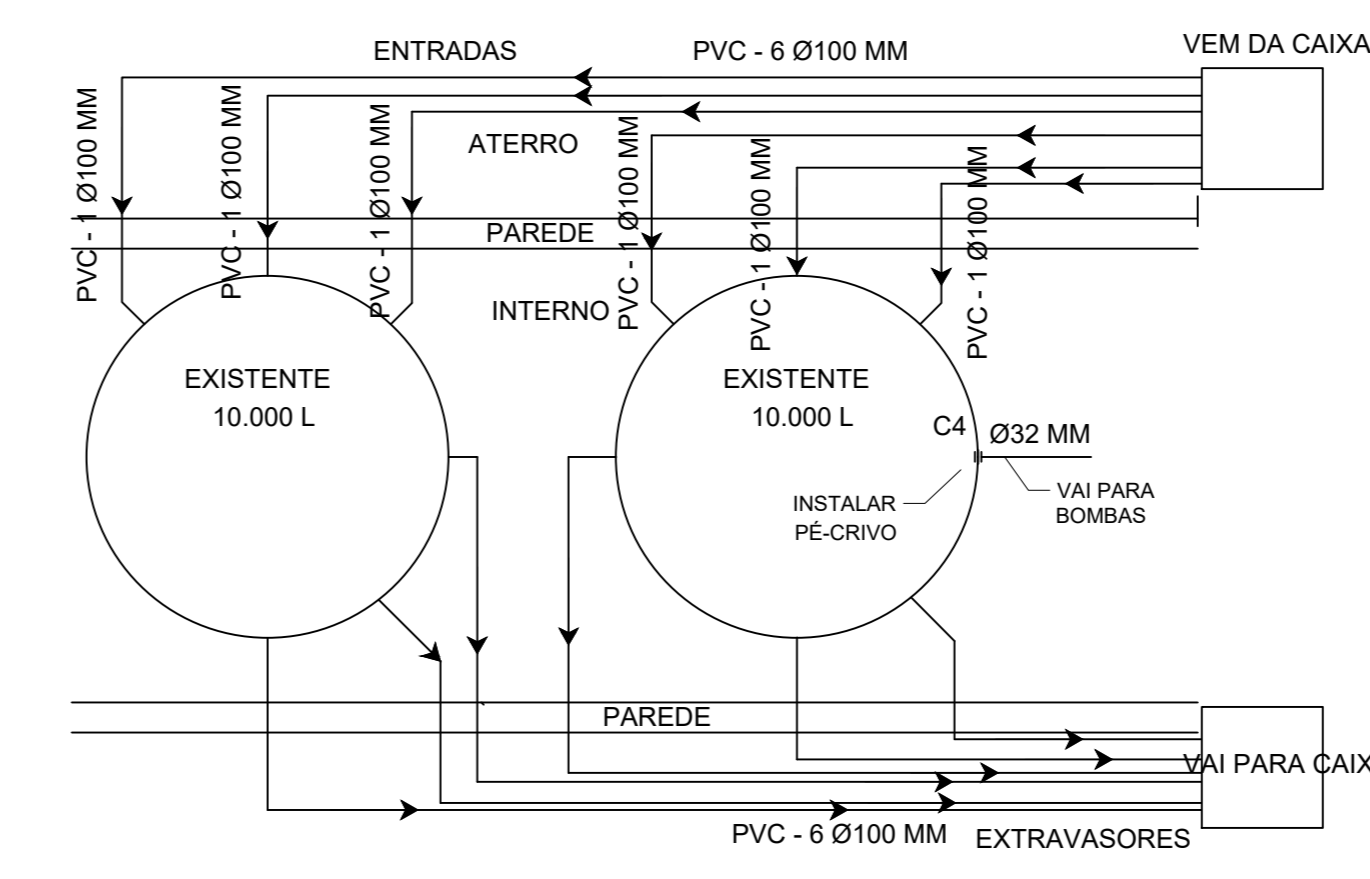 ENTRADAS
PVC - 6 Ø100 MM
VEM DA CAIXA
PVC - 1 Ø100 MM
PVC - 1 Ø100 MM
PVC - 1 Ø100 MM
ATERRO
PVC - 1 Ø100 MM
PVC - 1 Ø100 MM
PVC - 1 Ø100 MM
PAREDE
INTERNO
EXISTENTE
10.000 L
EXISTENTE
10.000 L
C4
Ø32 MM
INSTALAR
PÉ-CRIVO
VAI PARA
BOMBAS
PAREDE
VAI PARA CAIX
PVC - 6 Ø100 MM
EXTRAVASORES